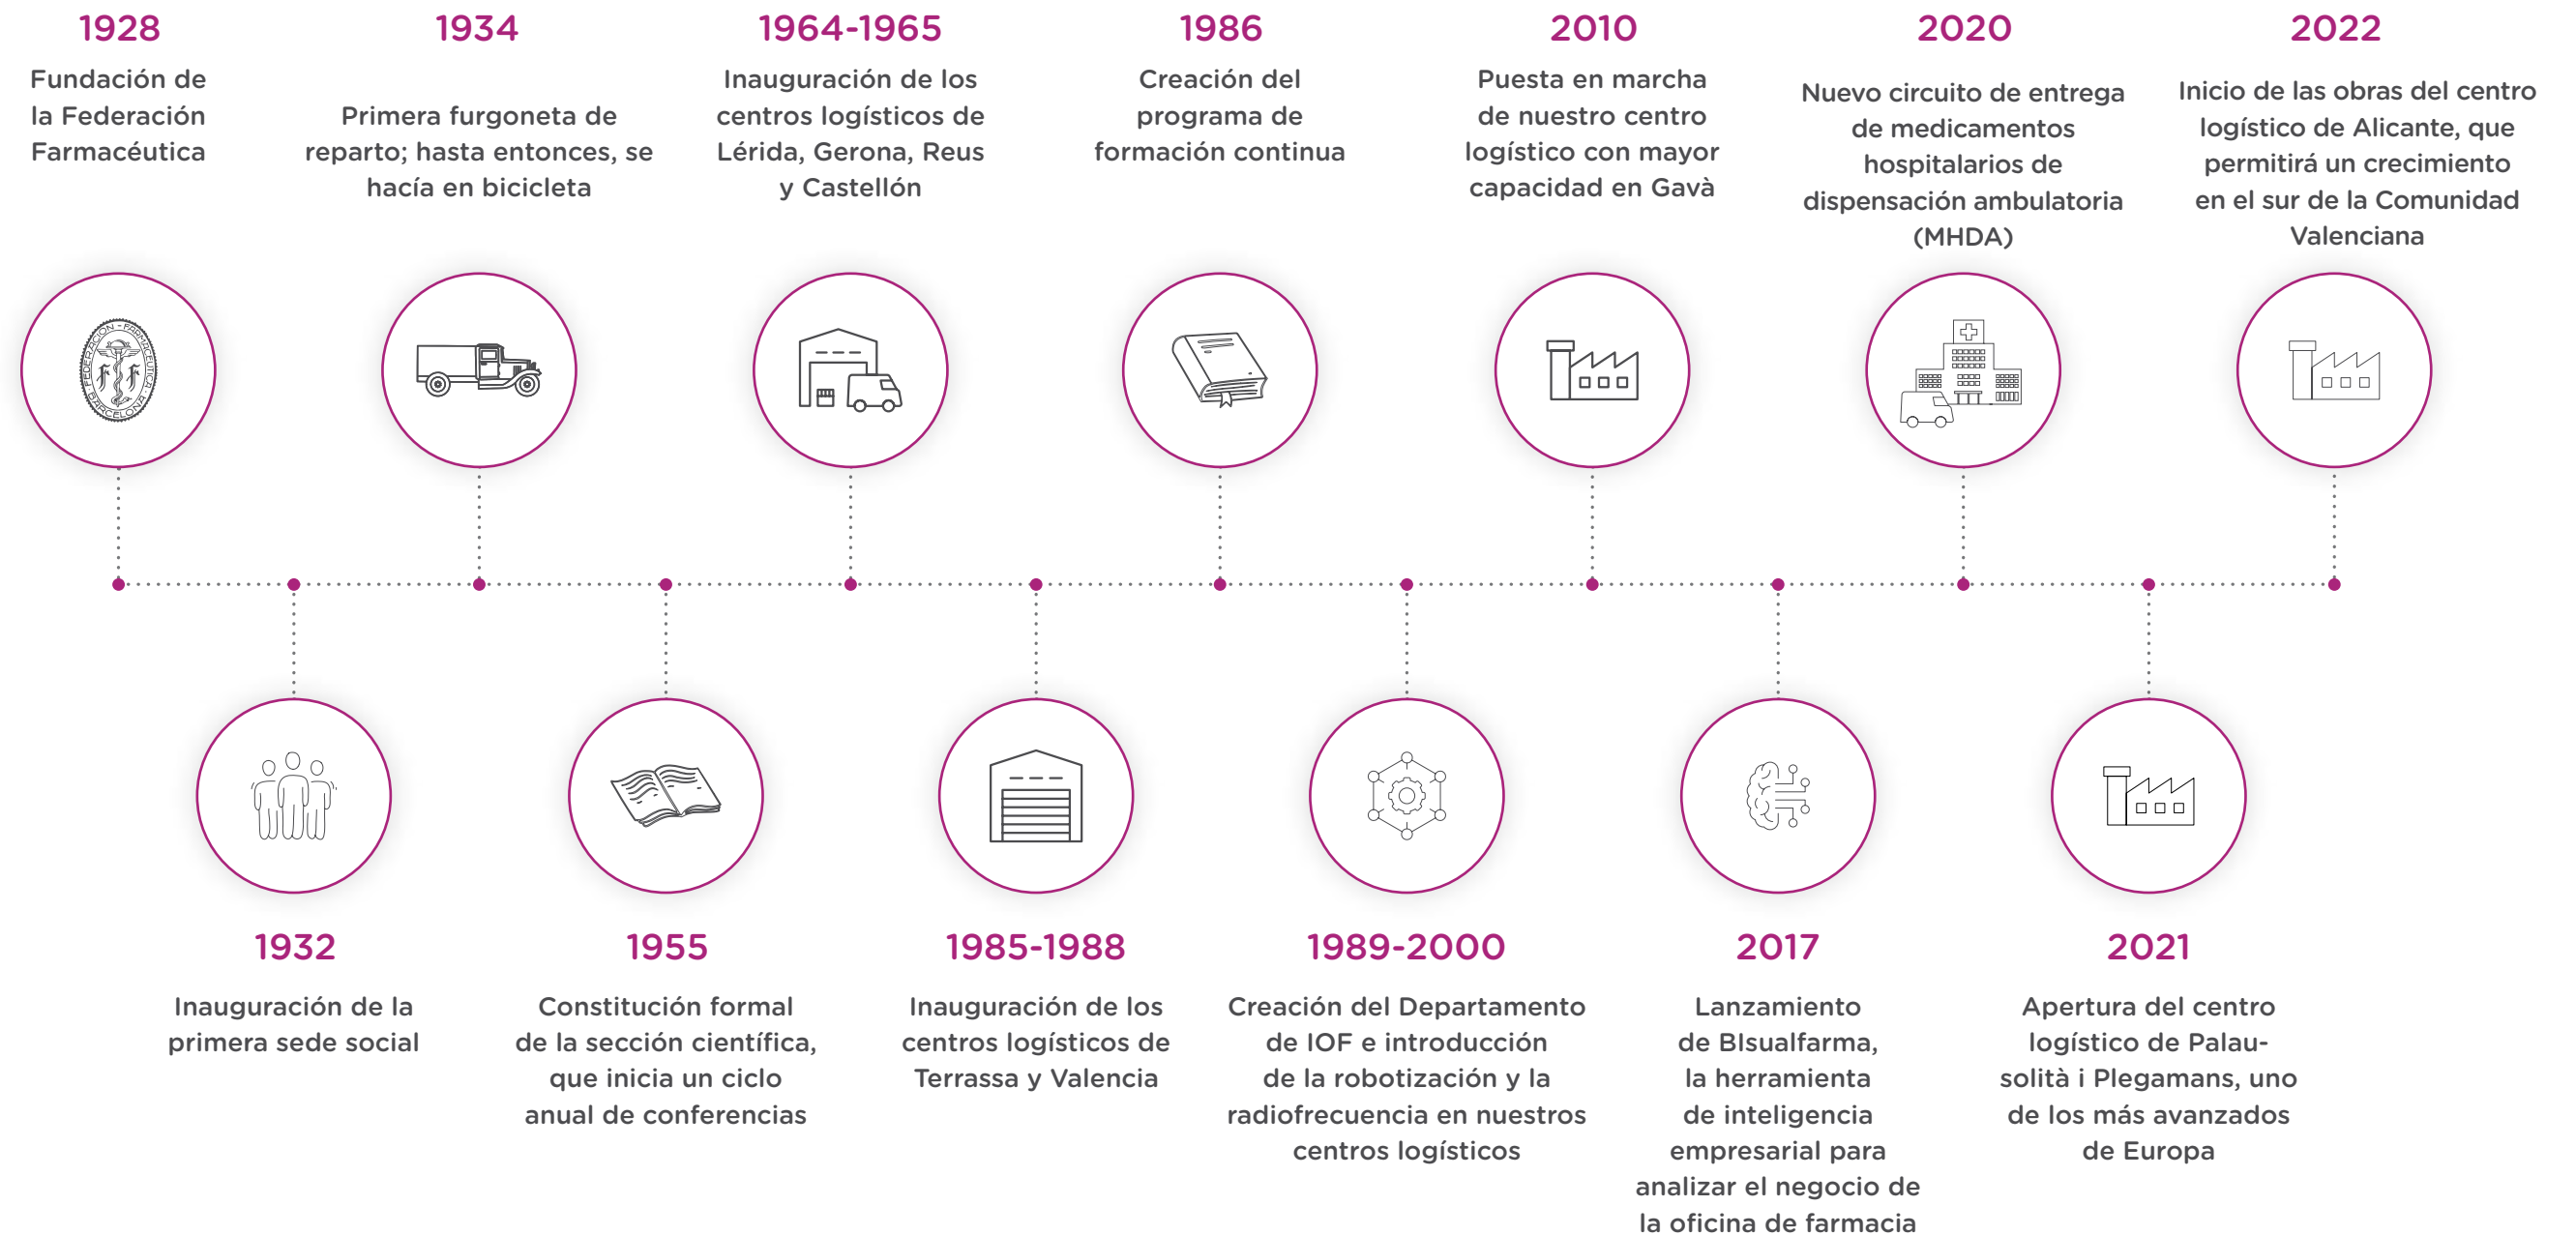 1928
Fundación de
la Federación
Farmacéutica
1934
Primera furgoneta de
reparto; hasta entonces, se
hacía en bicicleta
1964-1965
Inauguración de los
centros logísticos de
Lérida, Gerona, Reus
y Castellón
1986
Creación del
programa de
formación continua
2010
Puesta en marcha
de nuestro centro
logístico con mayor
capacidad en Gavà
2020
Nuevo circuito de entrega
de medicamentos
hospitalarios de
dispensación ambulatoria
(MHDA)
2022
Inicio de las obras del centro
logístico de Alicante, que
permitirá un crecimiento
en el sur de la Comunidad
Valenciana
FEDERACION - FARMACEUTICA
F F
BARCELONA
1932
Inauguración de la
primera sede social
1955
Constitución formal
de la sección científica,
que inicia un ciclo
anual de conferencias
1985-1988
Inauguración de los
centros logísticos de
Terrassa y Valencia
1989-2000
Creación del Departamento
de IOF e introducción
de la robotización y la
radiofrecuencia en nuestros
centros logísticos
2017
Lanzamiento
de BIsualfarma,
la herramienta
de inteligencia
empresarial para
analizar el negocio de
la oficina de farmacia
2021
Apertura del centro
logístico de Palau-
solità i Plegamans, uno
de los más avanzados
de Europa